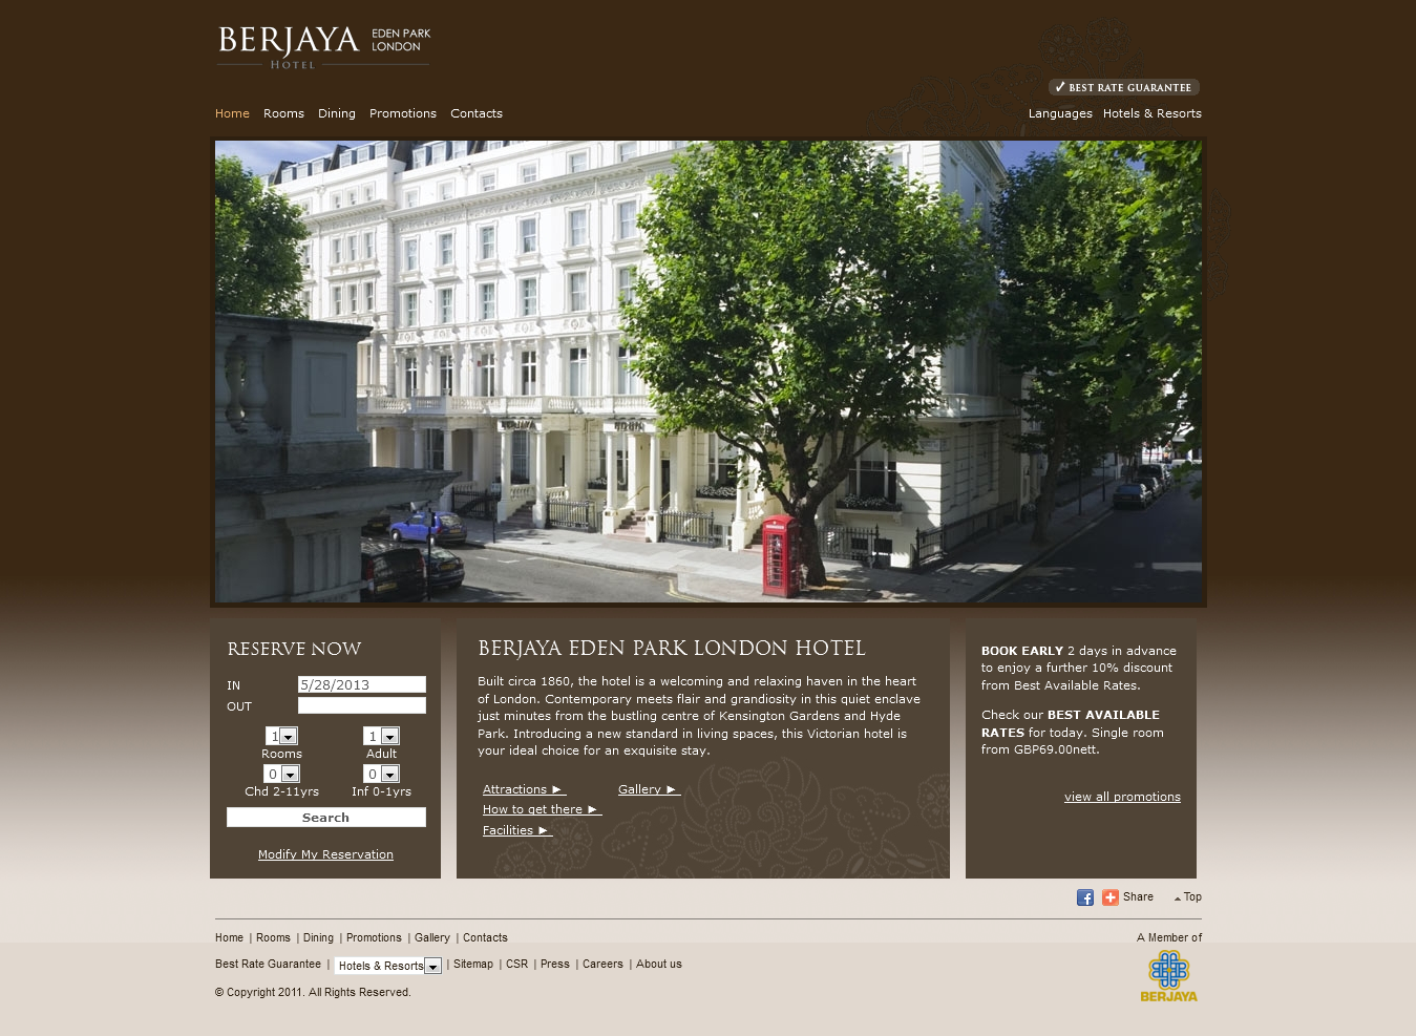 BERJAYA EDEN PARK
LONDON
HOTEL
BEST RATE GUARANTEE
Home Rooms Dining Promotions Contacts
Languages Hotels & Resorts
RESERVE NOW
IN 5/28/2013
OUT
1 1
Rooms Adult
0 0
Chd 2-11yrs Inf 0-1yrs
Search
Modify My Reservation
BERJAYA EDEN PARK LONDON HOTEL
Built circa 1860, the hotel is a welcoming and relaxing haven in the heart
of London. Contemporary meets flair and grandiosity in this quiet enclave
just minutes from the bustling centre of Kensington Gardens and Hyde
Park. Introducing a new standard in living spaces, this Victorian hotel is
your ideal choice for an exquisite stay.
Attractions ► Gallery ►
How to get there ►
Facilities ►
BOOK EARLY 2 days in advance
to enjoy a further 10% discount
from Best Available Rates.
Check our BEST AVAILABLE
RATES for today. Single room
from GBP69.00nett.
view all promotions
Share Top
Home | Rooms | Dining | Promotions | Gallery | Contacts
Best Rate Guarantee | Hotels & Resorts | Sitemap | CSR | Press | Careers | About us
© Copyright 2011. All Rights Reserved.
A Member of
BERJAYA